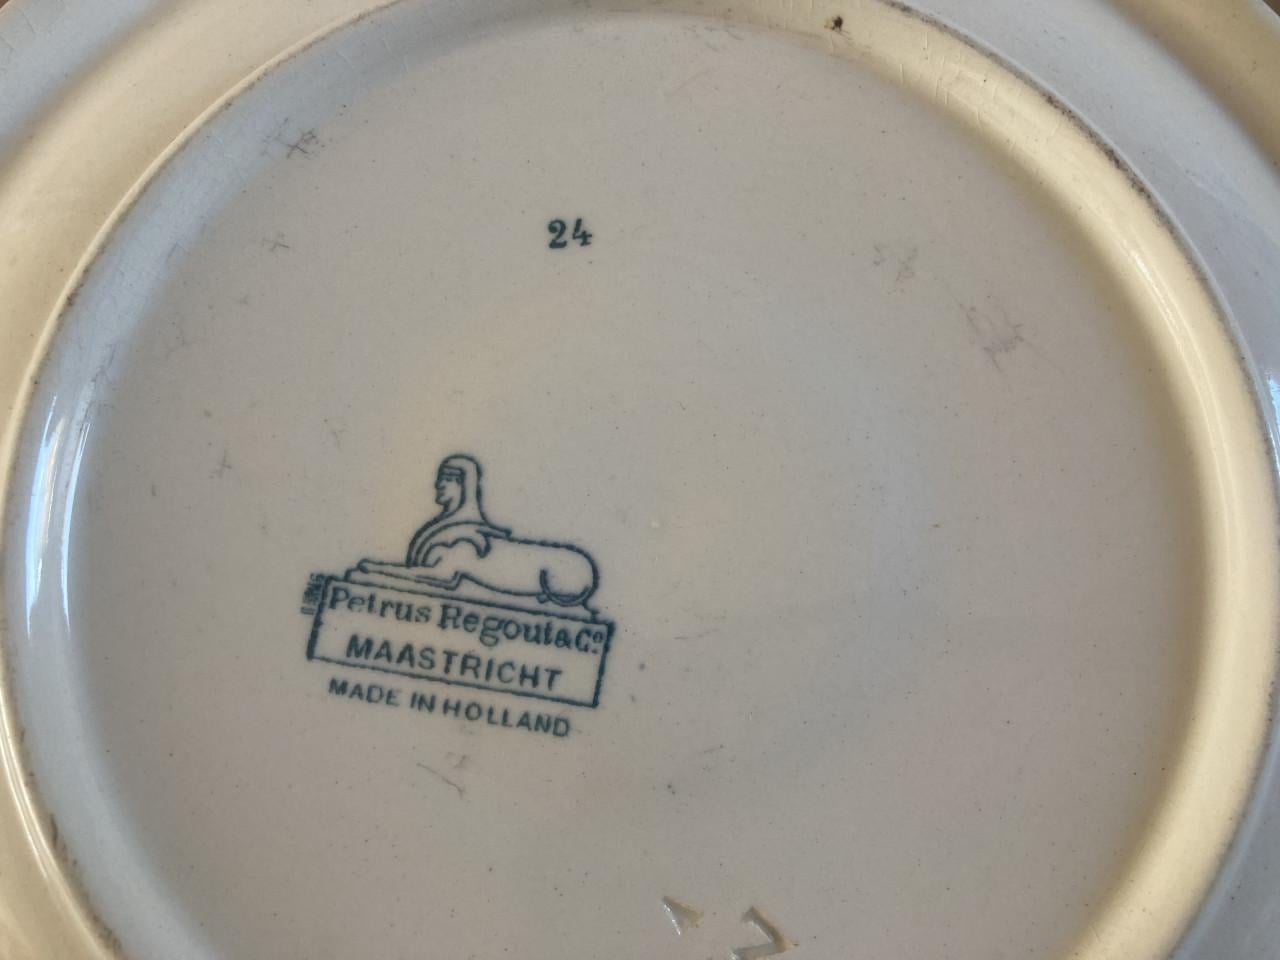 24
Petrus Regout & Co.
MAASTRICHT
MADE IN HOLLAND